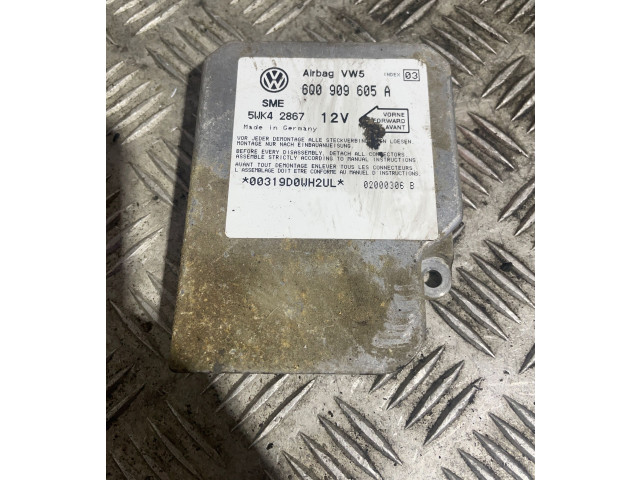 Airbag VW5 INDEX 03
6Q0 909 605 A
SME
5WK4 2867 12V
VORNE
FORWARD
AVANT
Made in Germany
VOR JEDER DEMONTAGE ALLE STECKVERBINDUNGEN LOESEN.
MONTAGE NUR NACH EINBAUANWEISUNG.
BEFORE EVERY DISASSEMBLY, DETACH ALL CONNECTORS
ASSEMBLE STRICTLY ACCORDING TO MANUAL INSTRUCTIONS.
AVANT TOUT DEMONTAGE ENLEVER TOUS LES CONNECTEURS
L'ASSEMBLAGE DOIT ETRE CONFORME AU MANUEL D'INSTRUCTIONS.
*00319D0WH2UL* 02000306 B